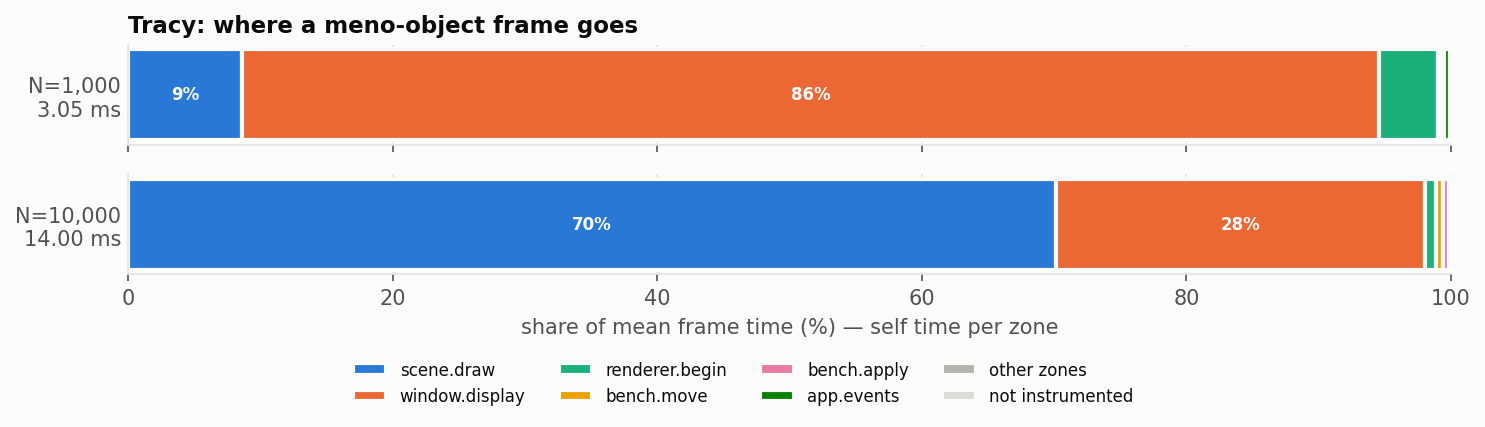 Tracy: where a meno-object frame goes
N=1,000
3.05 ms
9%
86%
N=10,000
14.00 ms
70%
28%
0 20 40 60 80 100
share of mean frame time (%) — self time per zone
scene.draw renderer.begin bench.apply other zones
window.display bench.move app.events not instrumented